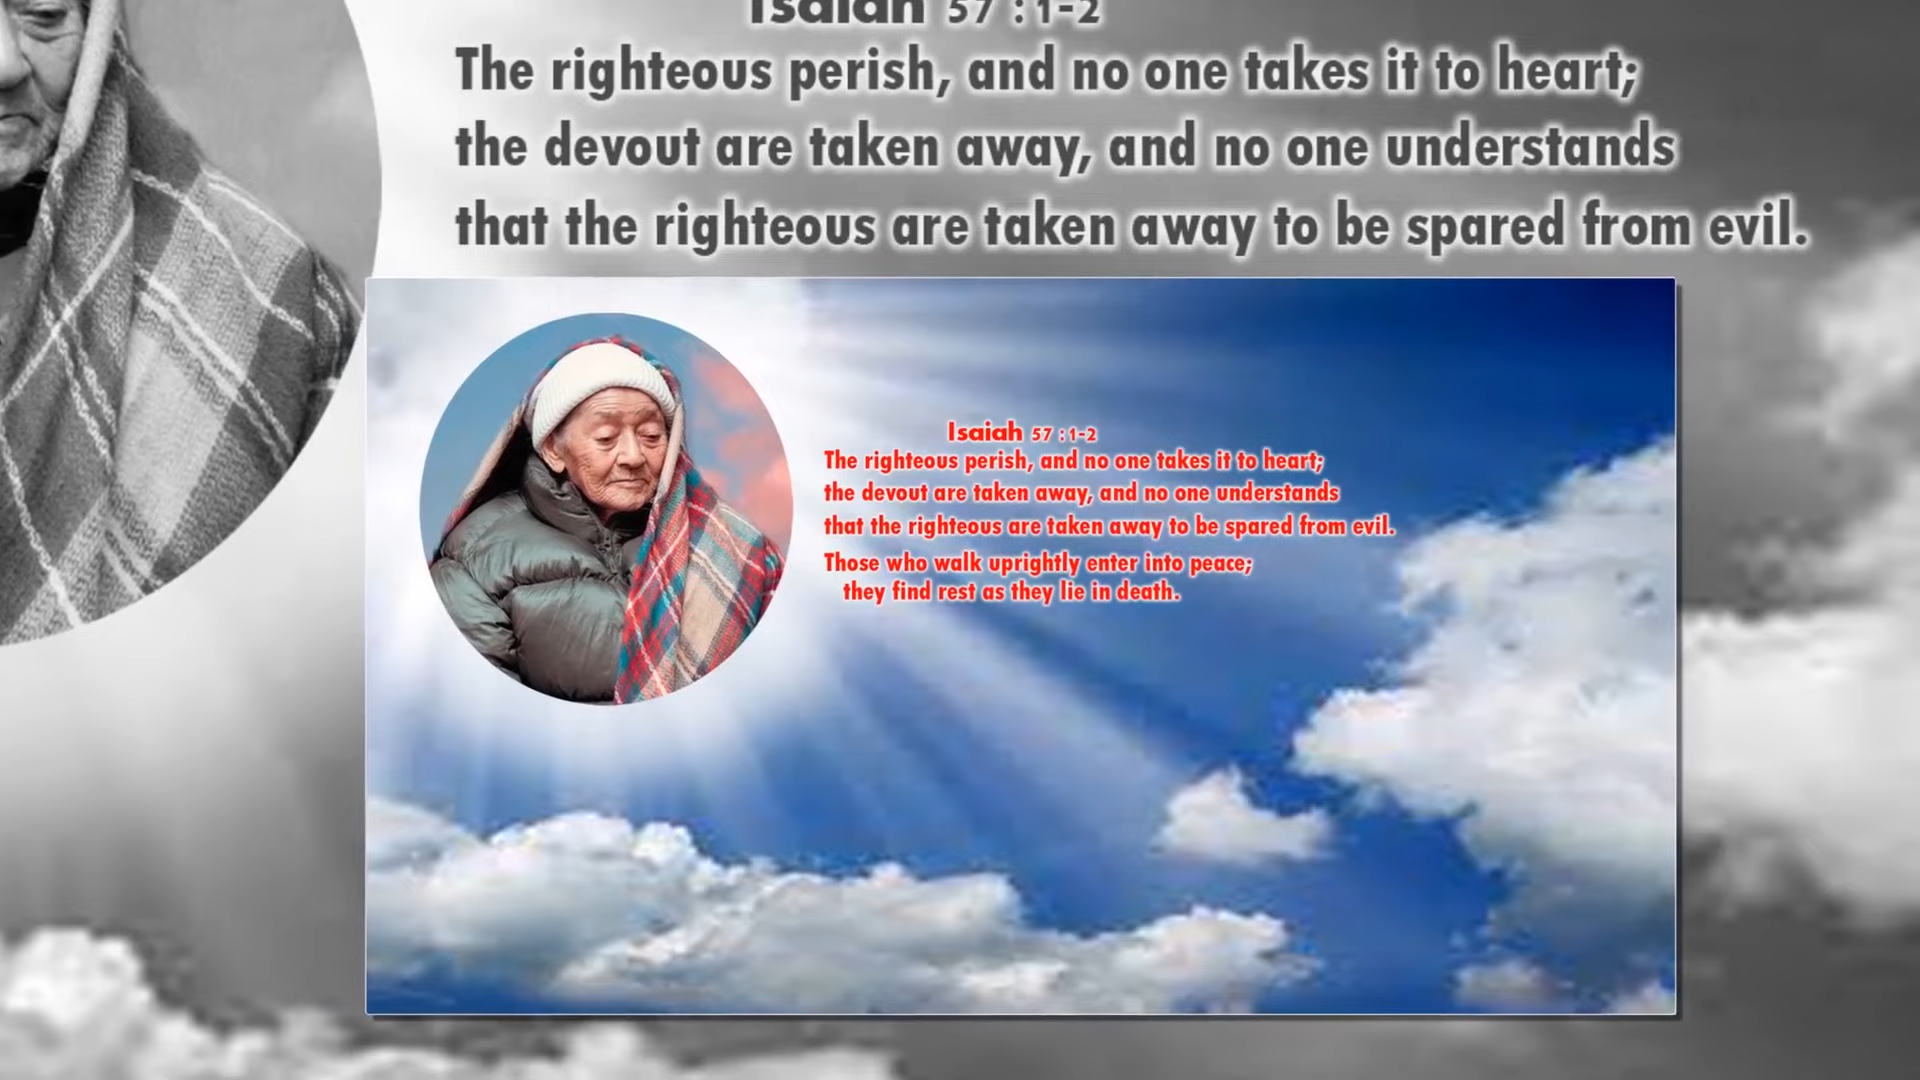 Isaiah 57 : 1-2
The righteous perish, and no one takes it to heart;
the devout are taken away, and no one understands
that the righteous are taken away to be spared from evil.
Isaiah 57 : 1-2
The righteous perish, and no one takes it to heart;
the devout are taken away, and no one understands
that the righteous are taken away to be spared from evil.
Those who walk uprightly enter into peace;
they find rest as they lie in death.